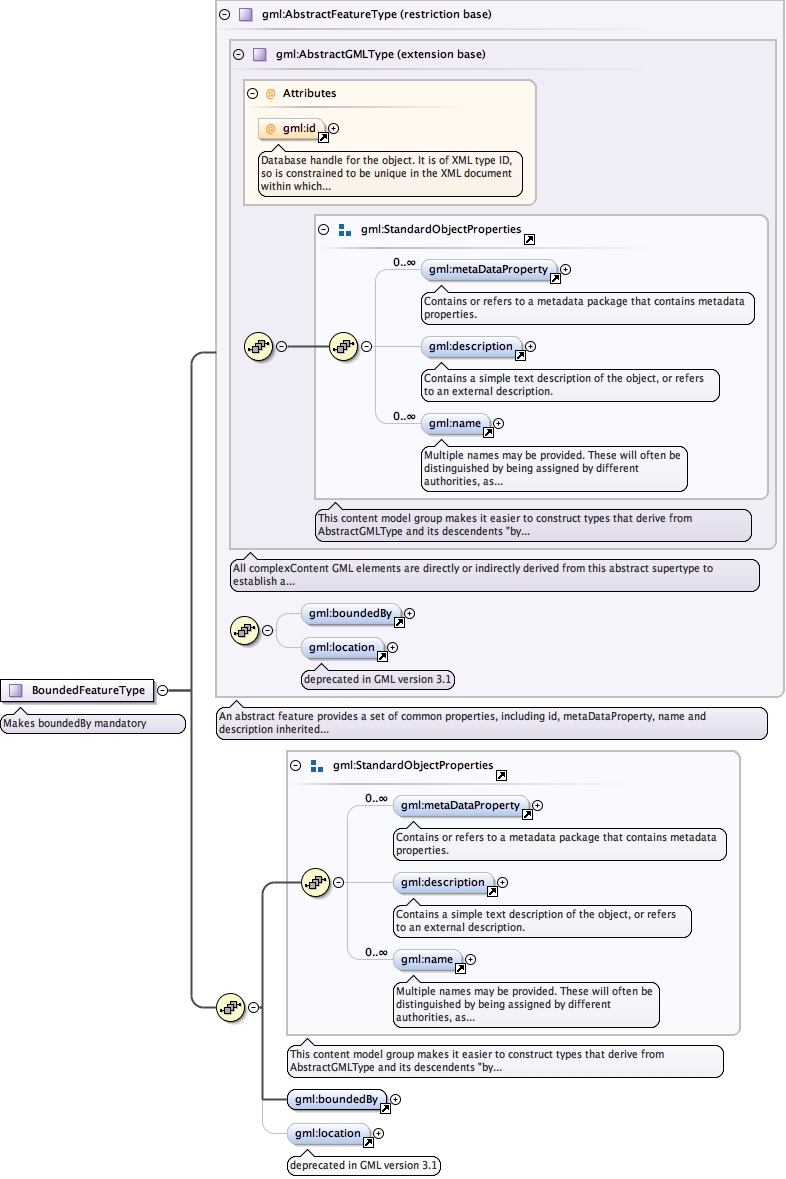 gml:AbstractFeatureType (restriction base)
gml:AbstractGMLType (extension base)
@ Attributes
@ gml:id
Database handle for the object. It is of XML type ID,
so is constrained to be unique in the XML document
within which...
gml:StandardObjectProperties
0..∞
gml:metaDataProperty
Contains or refers to a metadata package that contains metadata
properties.
gml:description
Contains a simple text description of the object, or refers
to an external description.
0..∞
gml:name
Multiple names may be provided. These will often be
distinguished by being assigned by different
authorities, as...
This content model group makes it easier to construct types that derive from
AbstractGMLType and its descendents "by...
All complexContent GML elements are directly or indirectly derived from this abstract supertype to
establish a...
gml:boundedBy
gml:location
deprecated in GML version 3.1
BoundedFeatureType
Makes boundedBy mandatory
An abstract feature provides a set of common properties, including id, metaDataProperty, name and
description inherited...
gml:StandardObjectProperties
0..∞
gml:metaDataProperty
Contains or refers to a metadata package that contains metadata
properties.
gml:description
Contains a simple text description of the object, or refers
to an external description.
0..∞
gml:name
Multiple names may be provided. These will often be
distinguished by being assigned by different
authorities, as...
This content model group makes it easier to construct types that derive from
AbstractGMLType and its descendents "by...
gml:boundedBy
gml:location
deprecated in GML version 3.1